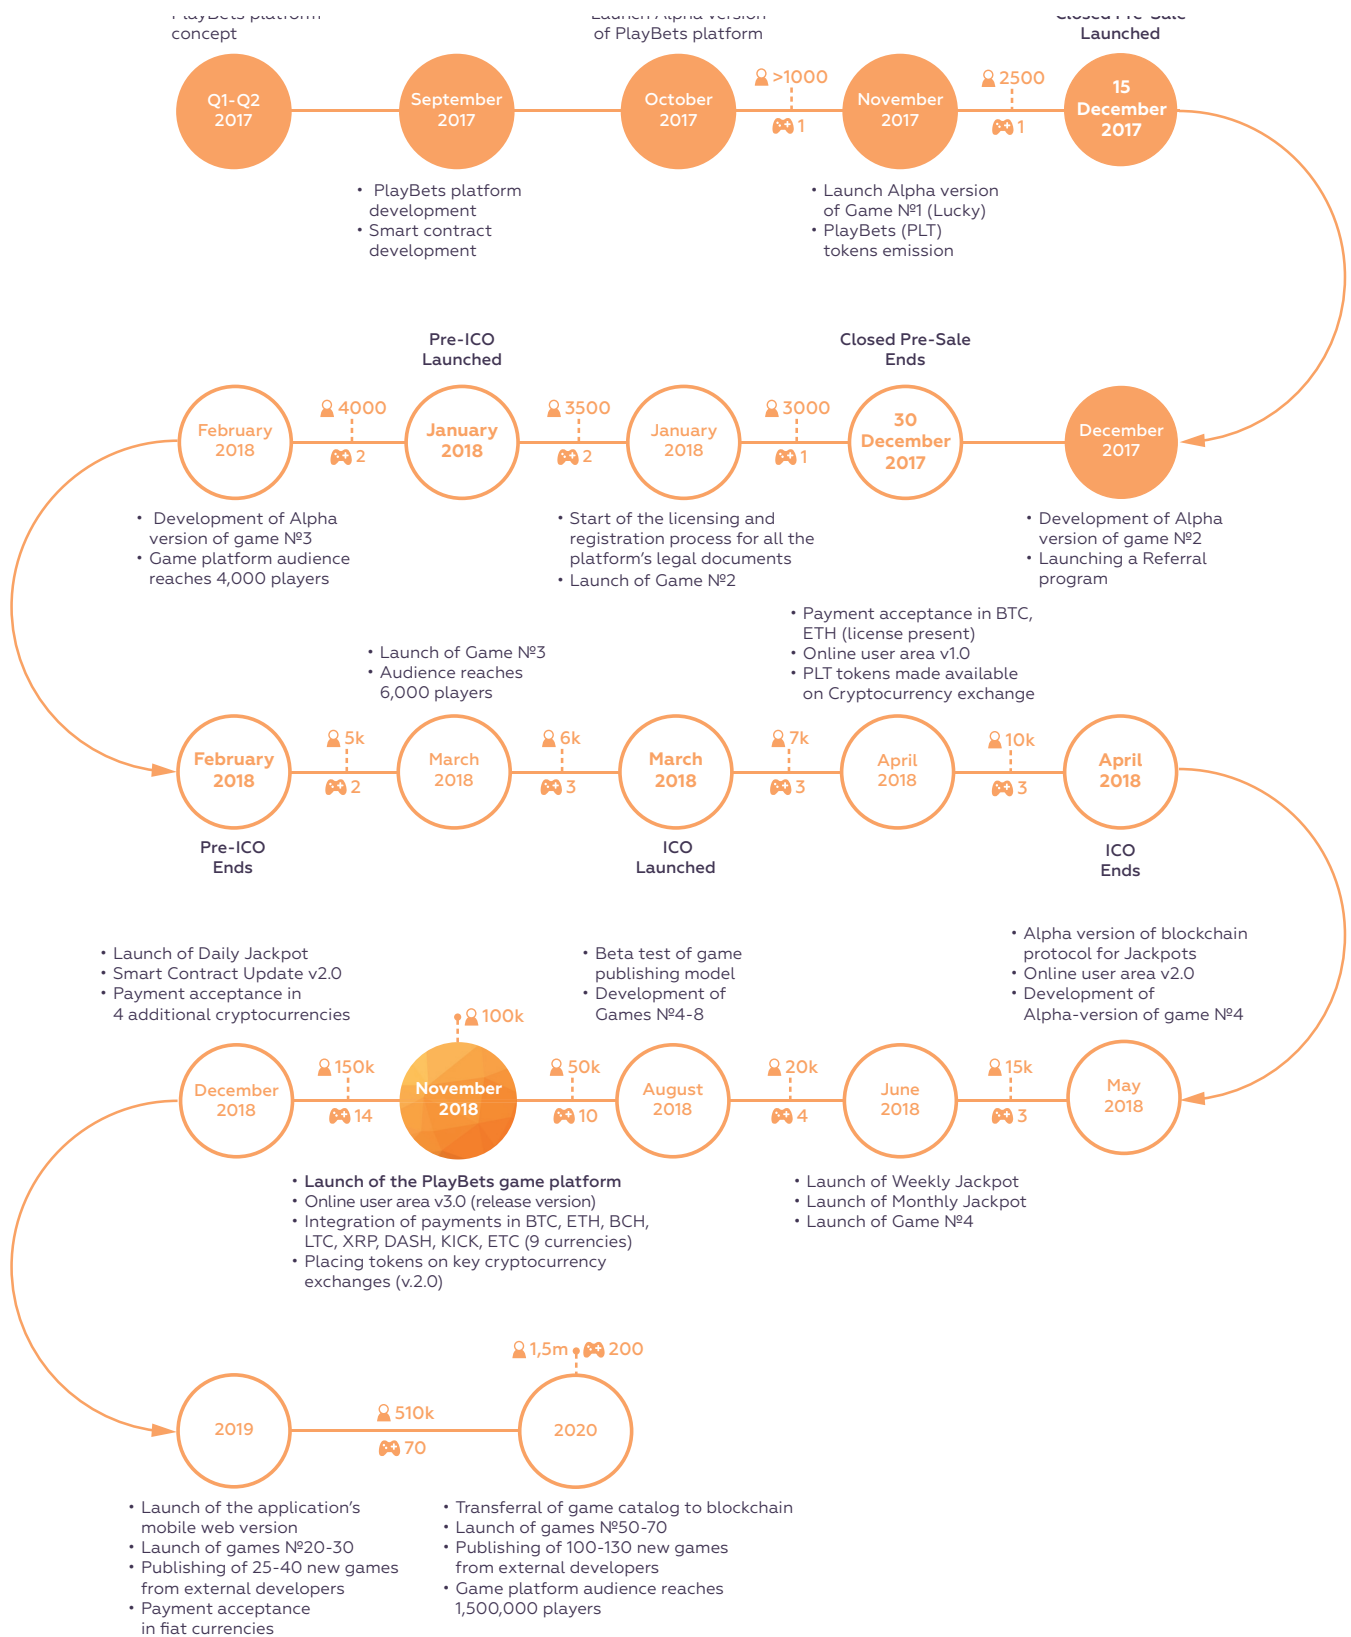 PlayBets platform
concept
Launch Alpha version
of PlayBets platform
Closed Pre-Sale
Launched
Q1-Q2
2017
September
2017
October
2017
>1000
1
November
2017
2500
1
15
December
2017
• PlayBets platform
development
• Smart contract
development
• Launch Alpha version
of Game №1 (Lucky)
• PlayBets (PLT)
tokens emission
Pre-ICO
Launched
Closed Pre-Sale
Ends
February
2018
4000
2
January
2018
3500
2
January
2018
3000
1
30
December
2017
December
2017
• Development of Alpha
version of game №3
• Game platform audience
reaches 4,000 players
• Start of the licensing and
registration process for all the
platform's legal documents
• Launch of Game №2
• Development of Alpha
version of game №2
• Launching a Referral
program
• Launch of Game №3
• Audience reaches
6,000 players
• Payment acceptance in BTC,
ETH (license present)
• Online user area v1.0
• PLT tokens made available
on Cryptocurrency exchange
February
2018
5k
2
March
2018
6k
3
March
2018
7k
3
April
2018
10k
3
April
2018
Pre-ICO
Ends
ICO
Launched
ICO
Ends
• Launch of Daily Jackpot
• Smart Contract Update v2.0
• Payment acceptance in
4 additional cryptocurrencies
• Beta test of game
publishing model
• Development of
Games №4-8
• Alpha version of blockchain
protocol for Jackpots
• Online user area v2.0
• Development of
Alpha-version of game №4
December
2018
150k
14
100k
November
2018
50k
10
August
2018
20k
4
June
2018
15k
3
May
2018
• Launch of the PlayBets game platform
• Online user area v3.0 (release version)
• Integration of payments in BTC, ETH, BCH,
LTC, XRP, DASH, KICK, ETC (9 currencies)
• Placing tokens on key cryptocurrency
exchanges (v.2.0)
• Launch of Weekly Jackpot
• Launch of Monthly Jackpot
• Launch of Game №4
2019
510k
70
1,5m
200
2020
• Launch of the application's
mobile web version
• Launch of games №20-30
• Publishing of 25-40 new games
from external developers
• Payment acceptance
in fiat currencies
• Transferral of game catalog to blockchain
• Launch of games №50-70
• Publishing of 100-130 new games
from external developers
• Game platform audience reaches
1,500,000 players